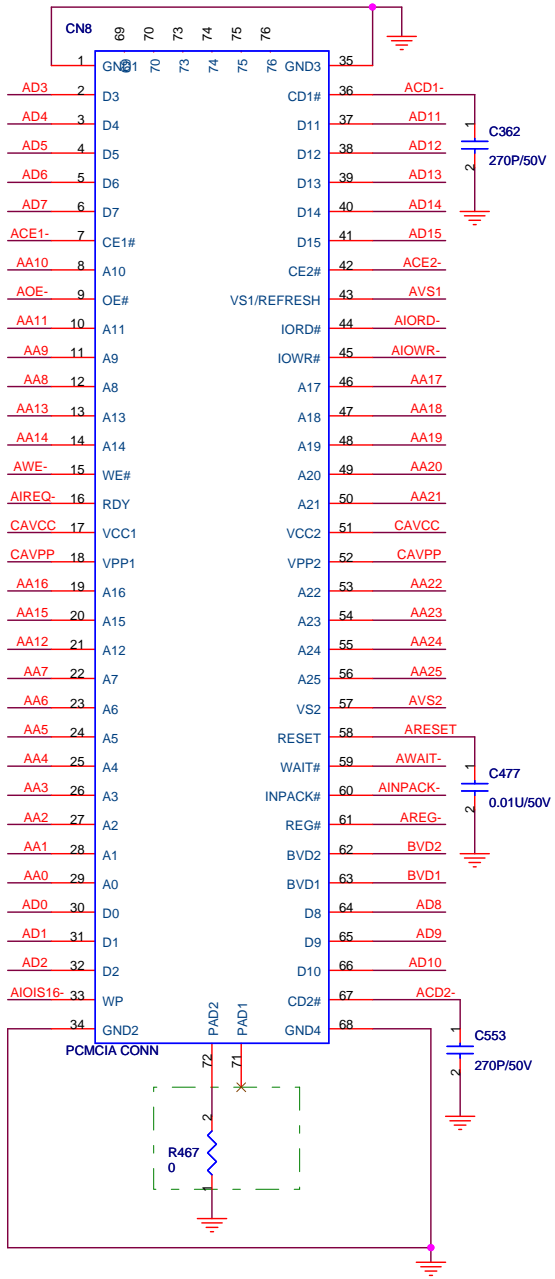 CN8
69 70 73 74 75 76
1 GND1 69 70 73 74 75 76 GND3 35
AD3 2 D3 CD1# 36 ACD1-
AD4 3 D4 D11 37 AD11
1 C362
AD5 4 D5 D12 38 AD12
2 270P/50V
AD6 5 D6 D13 39 AD13
AD7 6 D7 D14 40 AD14
ACE1- 7 CE1# D15 41 AD15
AA10 8 A10 CE2# 42 ACE2-
AOE- 9 OE# VS1/REFRESH 43 AVS1
AA11 10 A11 IORD# 44 AIORD-
AA9 11 A9 IOWR# 45 AIOWR-
AA8 12 A8 A17 46 AA17
AA13 13 A13 A18 47 AA18
AA14 14 A14 A19 48 AA19
AWE- 15 WE# A20 49 AA20
AIREQ- 16 RDY A21 50 AA21
CAVCC 17 VCC1 VCC2 51 CAVCC
CAVPP 18 VPP1 VPP2 52 CAVPP
AA16 19 A16 A22 53 AA22
AA15 20 A15 A23 54 AA23
AA12 21 A12 A24 55 AA24
AA7 22 A7 A25 56 AA25
AA6 23 A6 VS2 57 AVS2
AA5 24 A5 RESET 58 ARESET
AA4 25 A4 WAIT# 59 AWAIT-
1 C477
AA3 26 A3 INPACK# 60 AINPACK-
2 0.01U/50V
AA2 27 A2 REG# 61 AREG-
AA1 28 A1 BVD2 62 BVD2
AA0 29 A0 BVD1 63 BVD1
AD0 30 D0 D8 64 AD8
AD1 31 D1 D9 65 AD9
AD2 32 D2 D10 66 AD10
AIOIS16- 33 WP CD2# 67 ACD2-
34 GND2 PAD2 PAD1 GND4 68
1 C553
2 270P/50V
PCMCIA CONN
72 71
2
R467
0
1